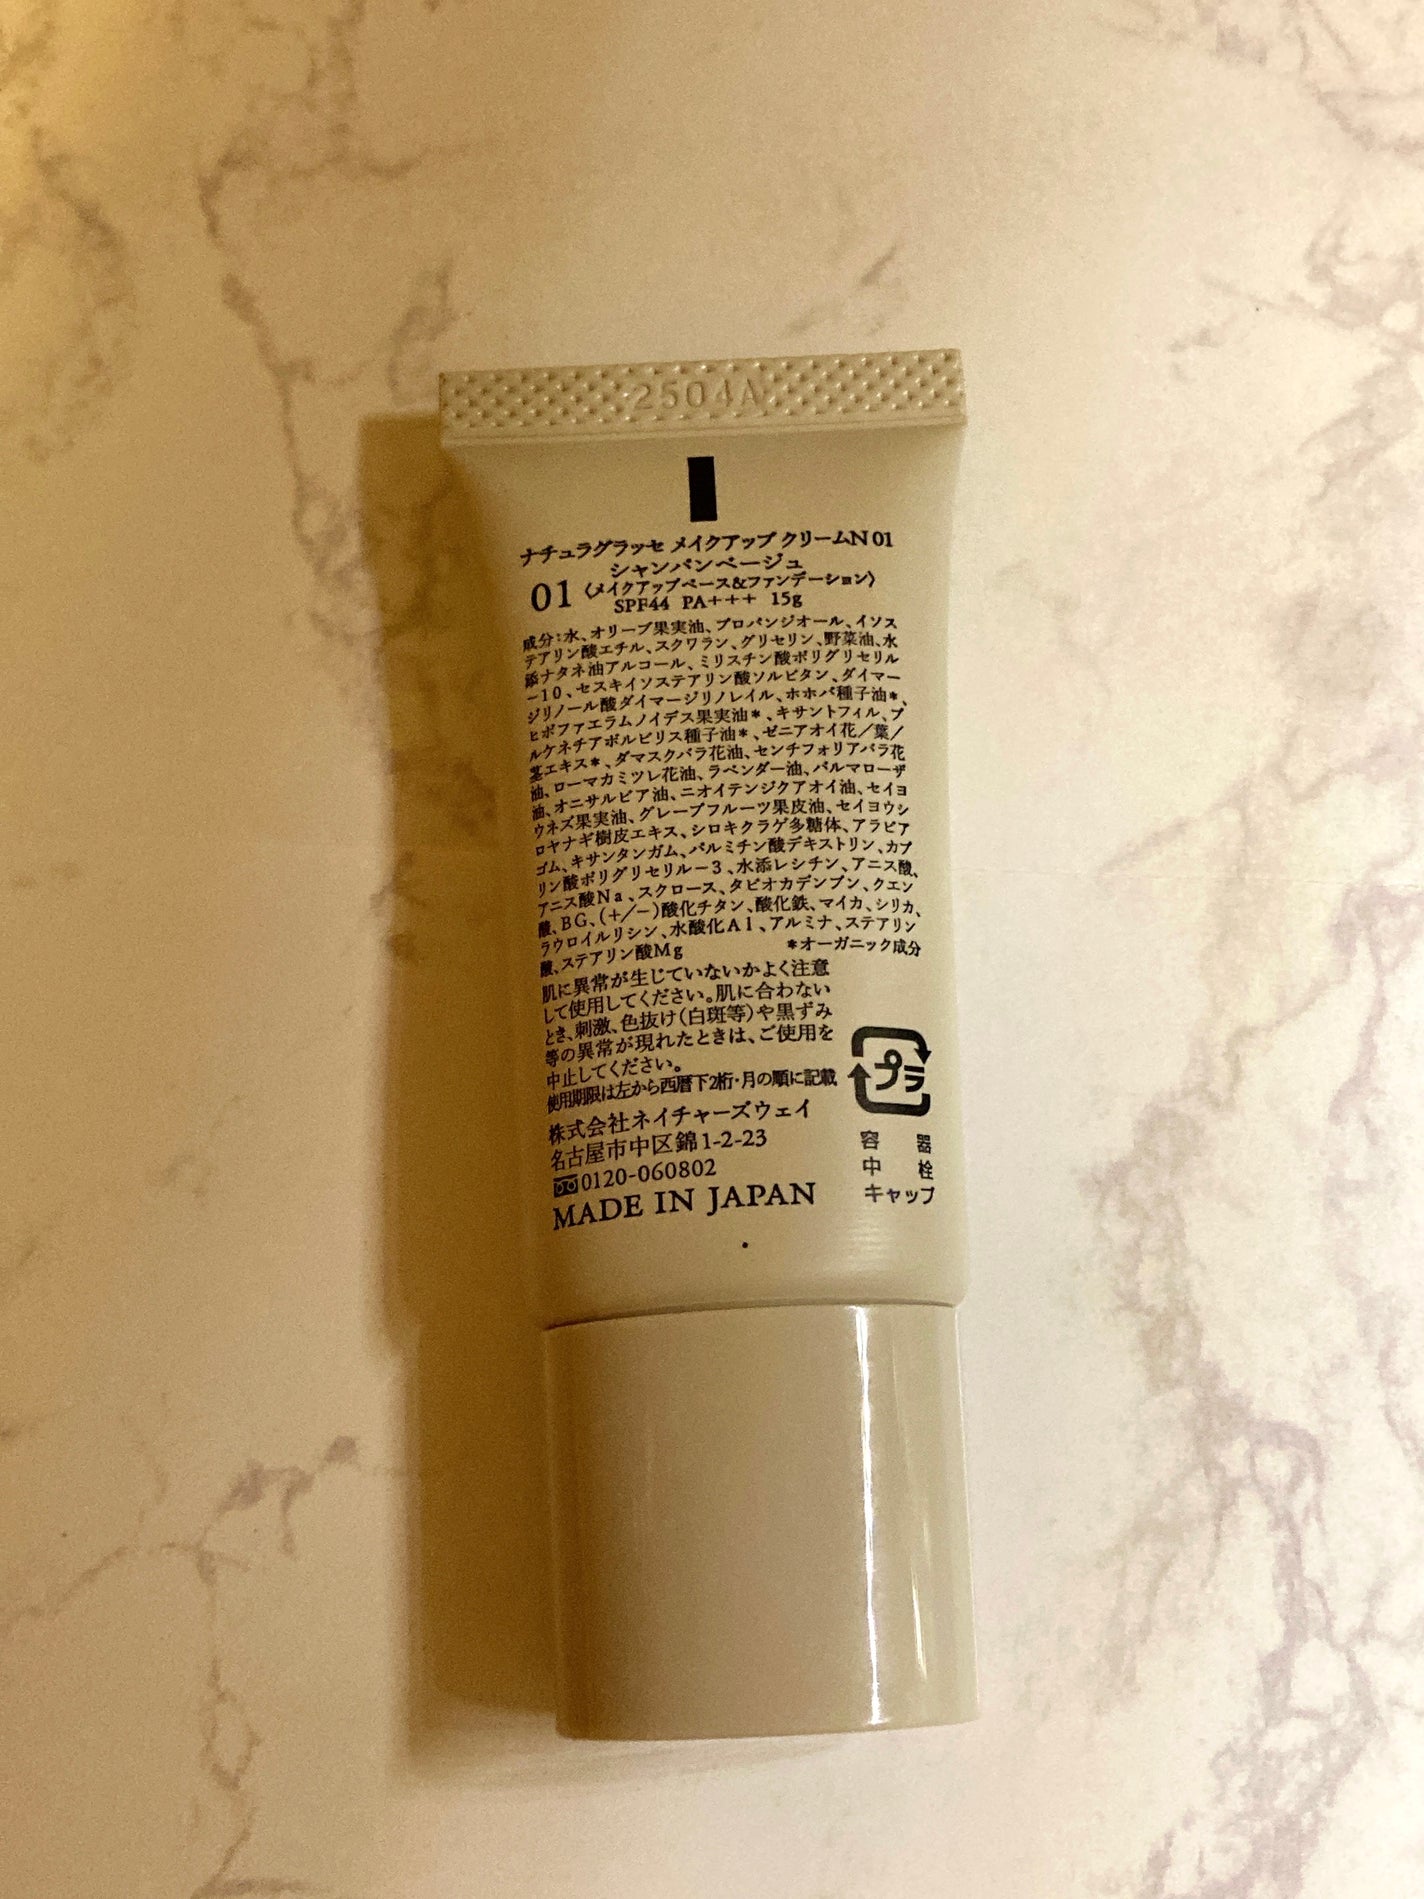 2504A
ナチュラグラッセ メイクアップ クリームN 01
シャンパンベージュ
01 〈メイクアップベース&ファンデーション〉
SPF44 PA+++ 15g
成分:水、オリーブ果実油、プロパンジオール、イソス
テアリン酸エチル、スクワラン、グリセリン、野菜油、水
添ナタネ油アルコール、ミリスチン酸ポリグリセリル
-10、セスキイソステアリン酸ソルビタン、ダイマー
ジリノール酸ダイマージリノレイル、ホホバ種子油*、
ヒポファエラムノイデス果実油*、キサントフィル、プ
ルケネチアボルビリス種子油*、ゼニアオイ花/葉/
茎エキス*、ダマスクバラ花油、センチフォリアバラ花
油、ローマカミツレ花油、ラベンダー油、パルマローザ
油、オニサルビア油、ニオイテンジクアオイ油、セイヨ
ウネズ果実油、グレープフルーツ果皮油、セイヨウシ
ロヤナギ樹皮エキス、シロキクラゲ多糖体、アラビア
ゴム、キサンタンガム、パルミチン酸デキストリン、カプ
リン酸ポリグリセリル-3、水添レシチン、アニス酸、
アニス酸Na、スクロース、タピオカデンプン、クエン
酸、BG、(+/-)酸化チタン、酸化鉄、マイカ、シリカ、
ラウロイルリシン、水酸化Al、アルミナ、ステアリン
酸、ステアリン酸Mg *オーガニック成分
肌に異常が生じていないかよく注意
して使用してください。肌に合わない
とき、刺激、色抜け(白斑等)や黒ずみ
等の異常が現れたときは、ご使用を
中止してください。
使用期限は左から西暦下2桁・月の順に記載
株式会社ネイチャーズウェイ
名古屋市中区錦1-2-23
0120-060802
MADE IN JAPAN
プラ
容器
中栓
キャップ